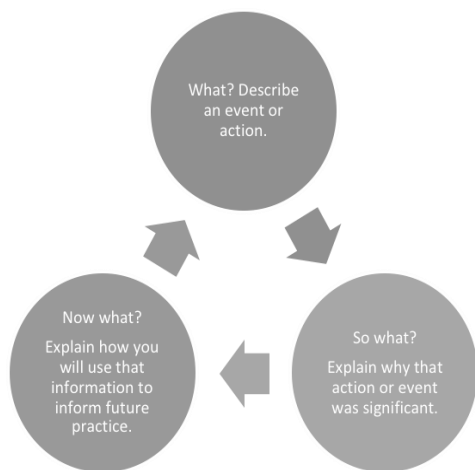 What? Describe
an event or
action.
So what?
Explain why that
action or event
was significant.
Now what?
Explain how you
will use that
information to
inform future
practice.